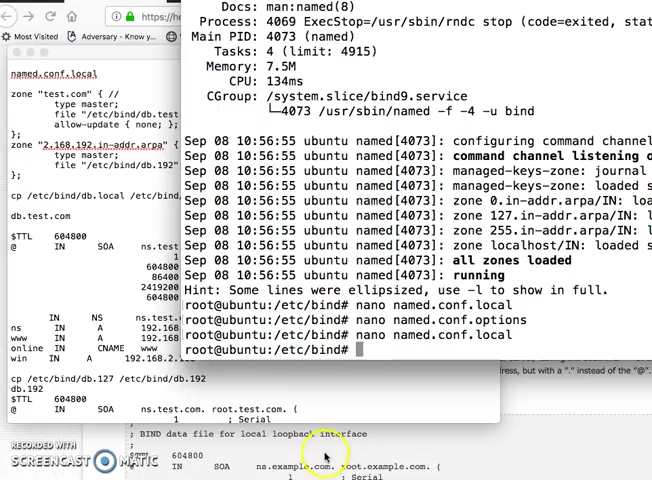 https://he
Most Visited
Adversary - Know y
Docs: man:named(8)
Process: 4069 ExecStop=/usr/sbin/rndc stop (code=exited, stat
Main PID: 4073 (named)
Tasks: 4 (limit: 4915)
Memory: 7.5M
CPU: 134ms
CGroup: /system.slice/bind9.service
└─4073 /usr/sbin/named -f -4 -u bind
Sep 08 10:56:55 ubuntu named[4073]: configuring command channel
Sep 08 10:56:55 ubuntu named[4073]: command channel listening o
Sep 08 10:56:55 ubuntu named[4073]: managed-keys-zone: journal
Sep 08 10:56:55 ubuntu named[4073]: managed-keys-zone: loaded s
Sep 08 10:56:55 ubuntu named[4073]: zone 0.in-addr.arpa/IN: loa
Sep 08 10:56:55 ubuntu named[4073]: zone 127.in-addr.arpa/IN: l
Sep 08 10:56:55 ubuntu named[4073]: zone 255.in-addr.arpa/IN: l
Sep 08 10:56:55 ubuntu named[4073]: zone localhost/IN: loaded s
Sep 08 10:56:55 ubuntu named[4073]: all zones loaded
Sep 08 10:56:55 ubuntu named[4073]: running
Hint: Some lines were ellipsized, use -l to show in full.
root@ubuntu:/etc/bind# nano named.conf.local
root@ubuntu:/etc/bind# nano named.conf.options
root@ubuntu:/etc/bind# nano named.conf.local
root@ubuntu:/etc/bind#
named.conf.local
zone "test.com" { //
type master;
file "/etc/bind/db.test
allow-update { none; };
};
zone "2.168.192.in-addr.arpa" {
type master;
file "/etc/bind/db.192"
};
cp /etc/bind/db.local /etc/bind/
db.test.com
$TTL 604800
@ IN SOA ns.test
1
604800
86400
2419200
604800
IN NS ns.test
ns IN A 192.168
www IN A 192.168
online IN CNAME www
win IN A 192.168.2.
cp /etc/bind/db.127 /etc/bind/db.192
db.192
@ IN SOA ns.test.com. root.test.com. (
1 ; Serial
dress, but with a "." instead of the "@".
; BIND data file for local loopback interface
;
$TTL 604800
@ IN SOA ns.example.com. root.example.com. (
1 ; Serial
RECORDED WITH
SCREENCAST MATIC